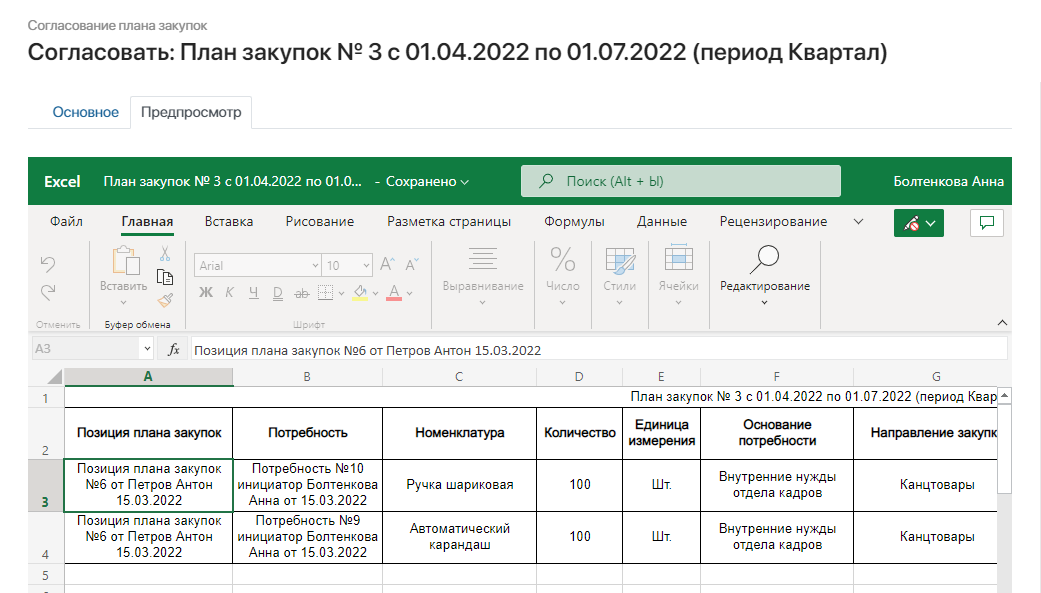 Согласование плана закупок
Согласовать: План закупок № 3 с 01.04.2022 по 01.07.2022 (период Квартал)
Основное Предпросмотр
Excel План закупок № 3 с 01.04.2022 по 01.0... - Сохранено Поиск (Alt + Ы) Болтенкова Анна
Файл Главная Вставка Рисование Разметка страницы Формулы Данные Рецензирование
Вставить Arial 10 Выравнивание Число Стили Ячейки Редактирование
Ж К Ч D ab А
Отменить Буфер обмена Шрифт
A3 fx Позиция плана закупок №6 от Петров Антон 15.03.2022
A B C D E F G
1 План закупок № 3 с 01.04.2022 по 01.07.2022 (период Квар
2 Позиция плана закупок Потребность Номенклатура Количество Единица измерения Основание потребности Направление закупк
3 Позиция плана закупок №6 от Петров Антон 15.03.2022 Потребность №10 инициатор Болтенкова Анна от 15.03.2022 Ручка шариковая 100 Шт. Внутренние нужды отдела кадров Канцтовары
4 Позиция плана закупок №6 от Петров Антон 15.03.2022 Потребность №9 инициатор Болтенкова Анна от 15.03.2022 Автоматический карандаш 100 Шт. Внутренние нужды отдела кадров Канцтовары
5